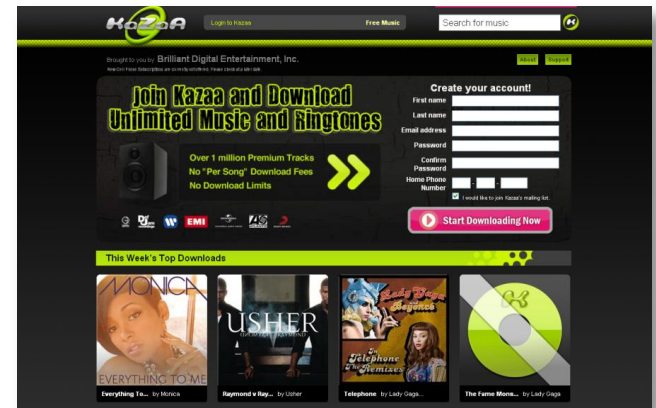 KaZaA
Login to Kazaa
Free Music
Search for music
Brought to you by Brilliant Digital Entertainment, Inc.
About
Support
Join Kazaa and Download
Unlimited Music and Ringtones
Over 1 million Premium Tracks
No "Per Song" Download Fees
No Download Limits
Def Jam
EMI
Create your account!
First name
Last name
Email address
Password
Confirm
Password
Home Phone
Number
I would like to join Kazaa's mailing list.
Start Downloading Now
This Week's Top Downloads
MONICA
EVERYTHING TO ME
USHER
Lady Gaga
Beyoncé
Telephone
The Remixes
Everything To... by Monica
Raymond v Ray... by Usher
Telephone by Lady Gaga...
The Fame Mons... by Lady Gaga